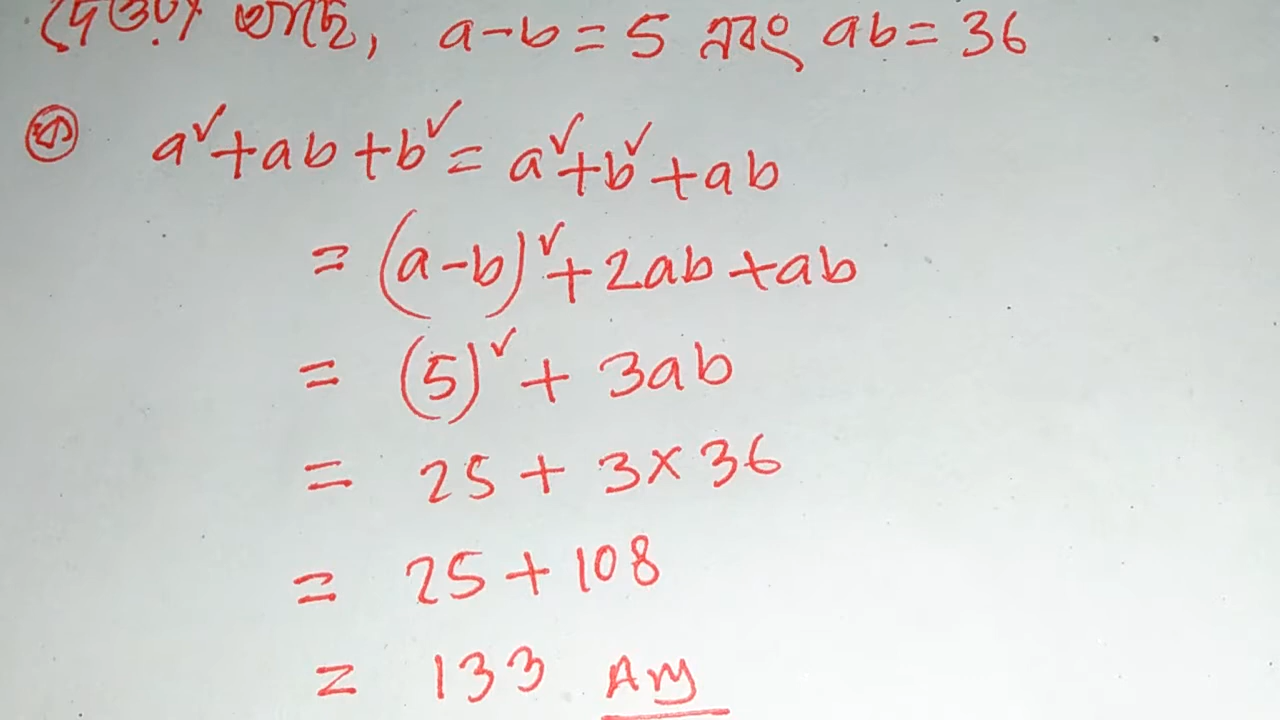 দেওয়া আছে, a-b=5 এবং ab=36
ক a²+ab+b²=a²+b²+ab
=(a-b)²+2ab+ab
=(5)²+3ab
=25+3×36
=25+108
=133 Ans